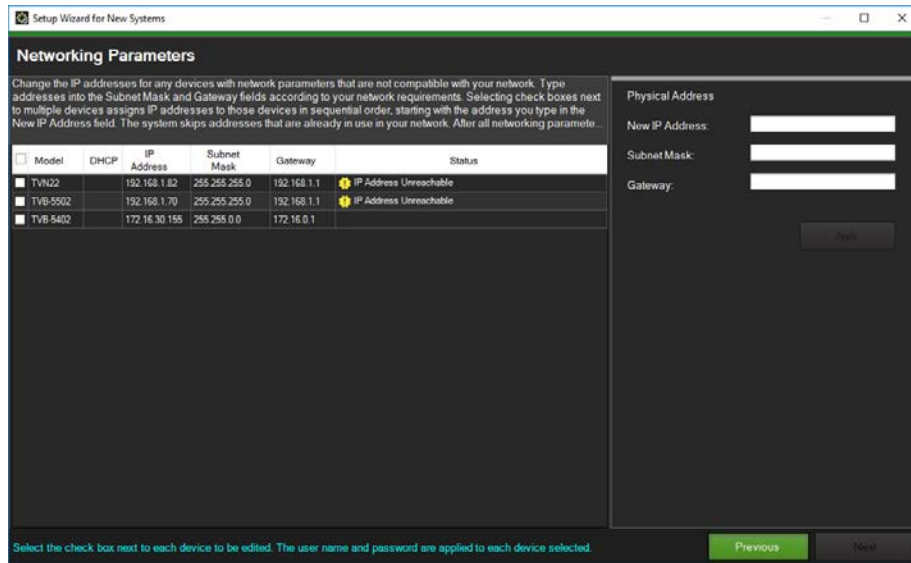 Setup Wizard for New Systems
Networking Parameters
Change the IP addresses for any devices with network parameters that are not compatible with your network. Type
addresses into the Subnet Mask and Gateway fields according to your network requirements. Selecting check boxes next
to multiple devices assigns IP addresses to those devices in sequential order, starting with the address you type in the
New IP Address field. The system skips addresses that are already in use in your network. After all networking paramete...
Model DHCP IP Address Subnet Mask Gateway Status
TVN22 192.168.1.82 255.255.255.0 192.168.1.1 IP Address Unreachable
TVB-5502 192.168.1.70 255.255.255.0 192.168.1.1 IP Address Unreachable
TVB-5402 172.16.30.155 255.255.0.0 172.16.0.1
Physical Address
New IP Address:
Subnet Mask:
Gateway:
Apply
Select the check box next to each device to be edited. The user name and password are applied to each device selected.
Previous
Next